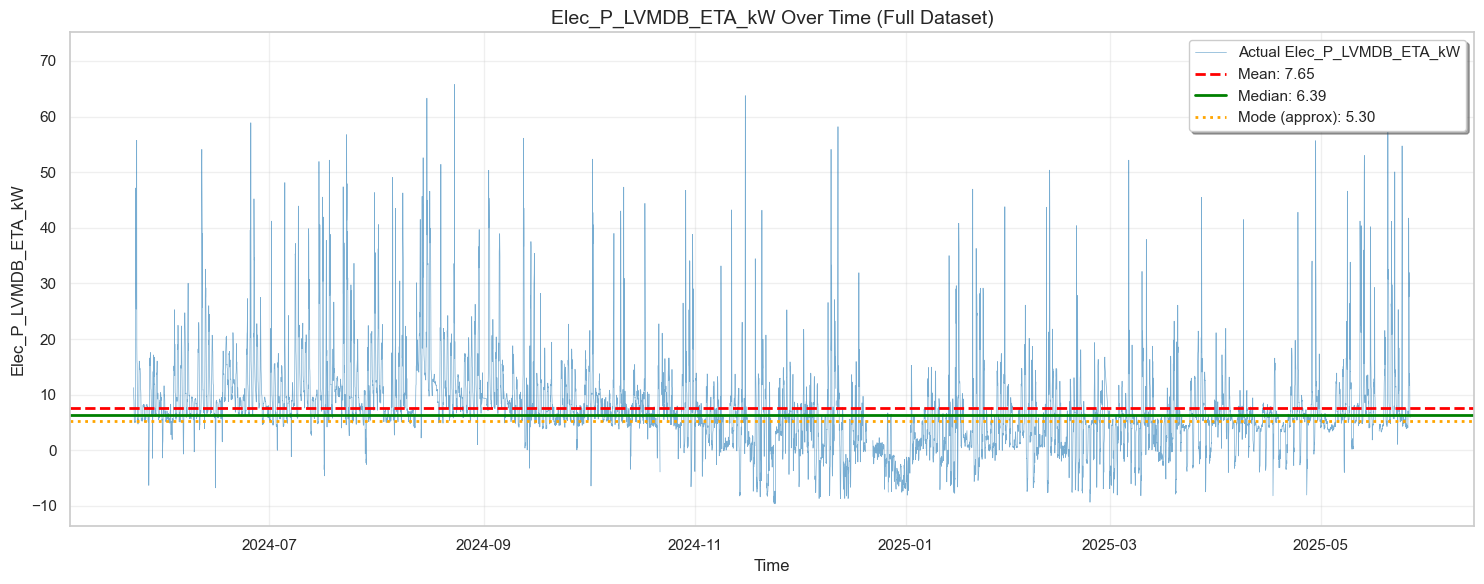 Elec_P_LVMDB_ETA_kW Over Time (Full Dataset)
Actual Elec_P_LVMDB_ETA_kW
Mean: 7.65
Median: 6.39
Mode (approx): 5.30
Elec_P_LVMDB_ETA_kW
70
60
50
40
30
20
10
0
−10
2024-07
2024-09
2024-11
2025-01
2025-03
2025-05
Time